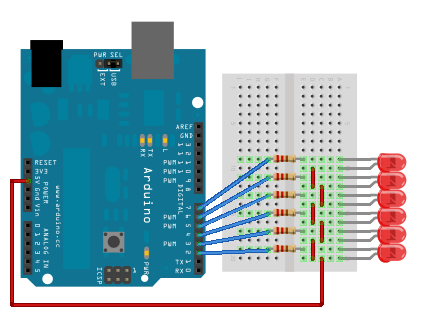 PWR SEL
EXT
USB
AREF
GND
13
12
11
10
9
8
7
6
5
4
3
2
1
0
PWM
PWM
PWM
PWM
PWM
PWM
TX
RX
DIGITAL
RX
TX
L
RESET
3V3
5V
Gnd
Vin
POWER
www.arduino.cc
Arduino
ANALOG IN
0
1
2
3
4
5
ICSP
1
PWR